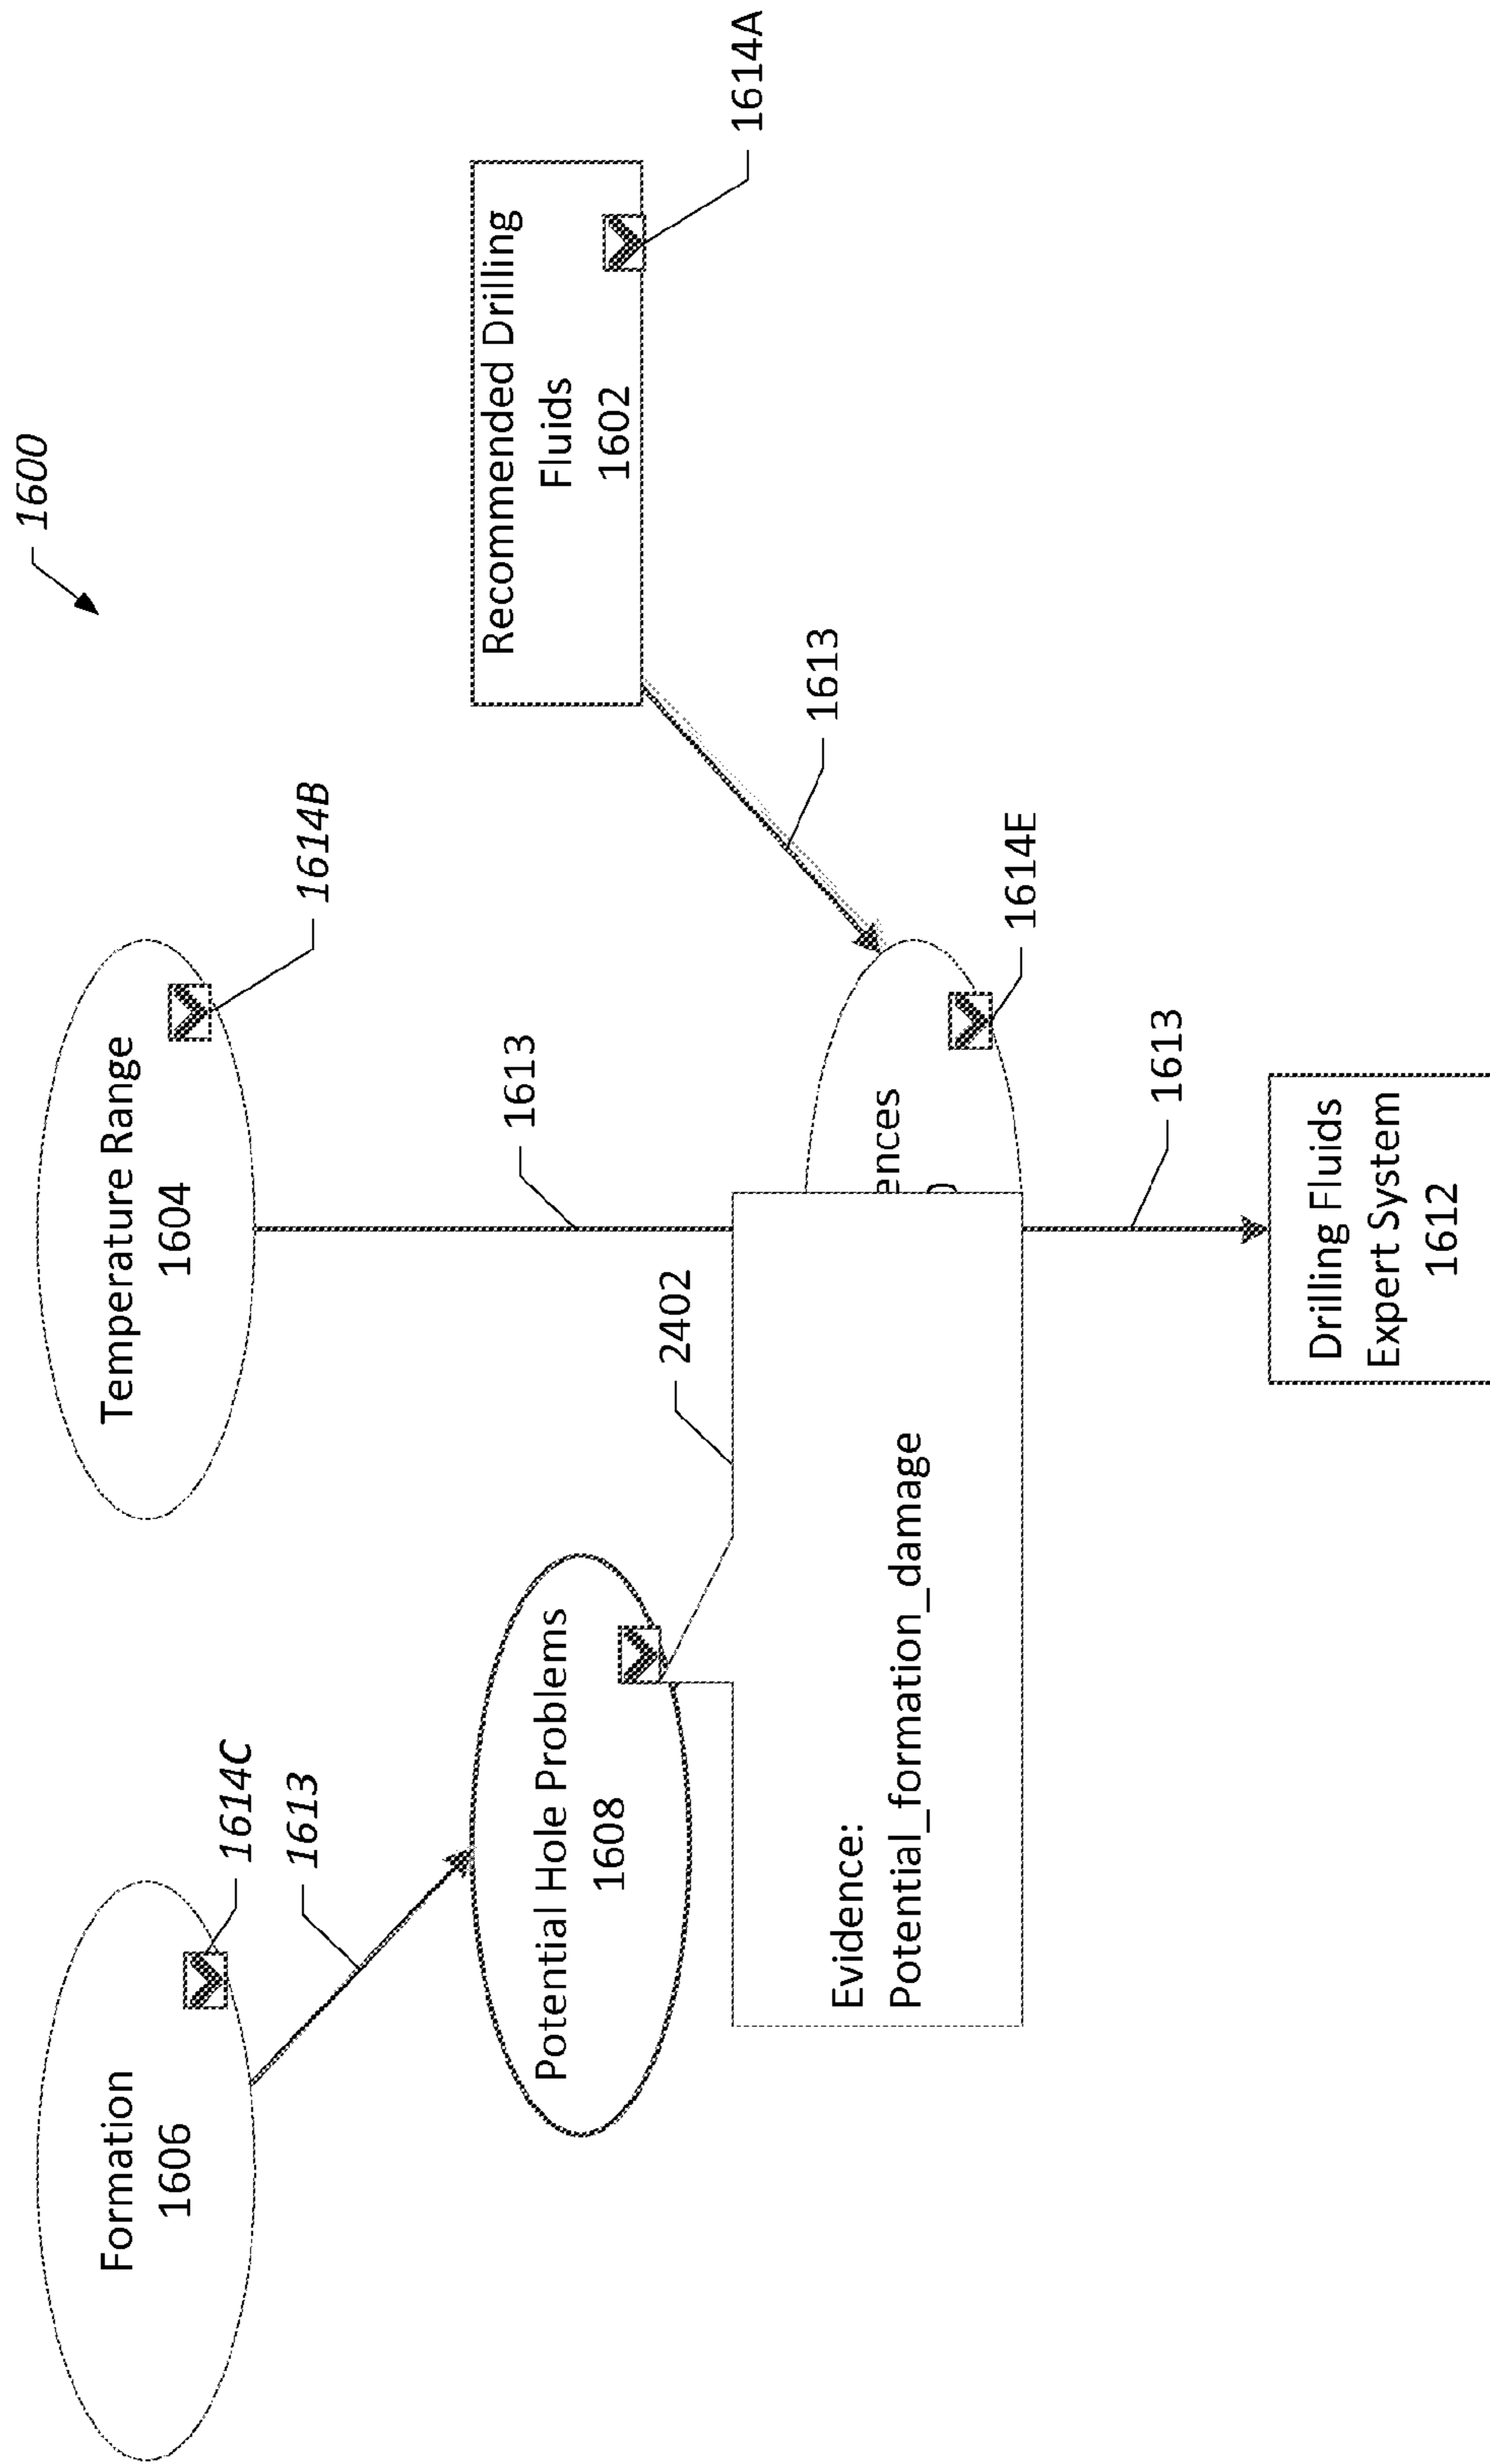 1600
Formation
1606
1614C
1613
Temperature Range
1604
1614B
Potential Hole Problems
1608
2402
1613
Recommended Drilling
Fluids
1602
1614A
1613
Evidence:
Potential_formation_damage
ences
1614E
1613
Drilling Fluids
Expert System
1612